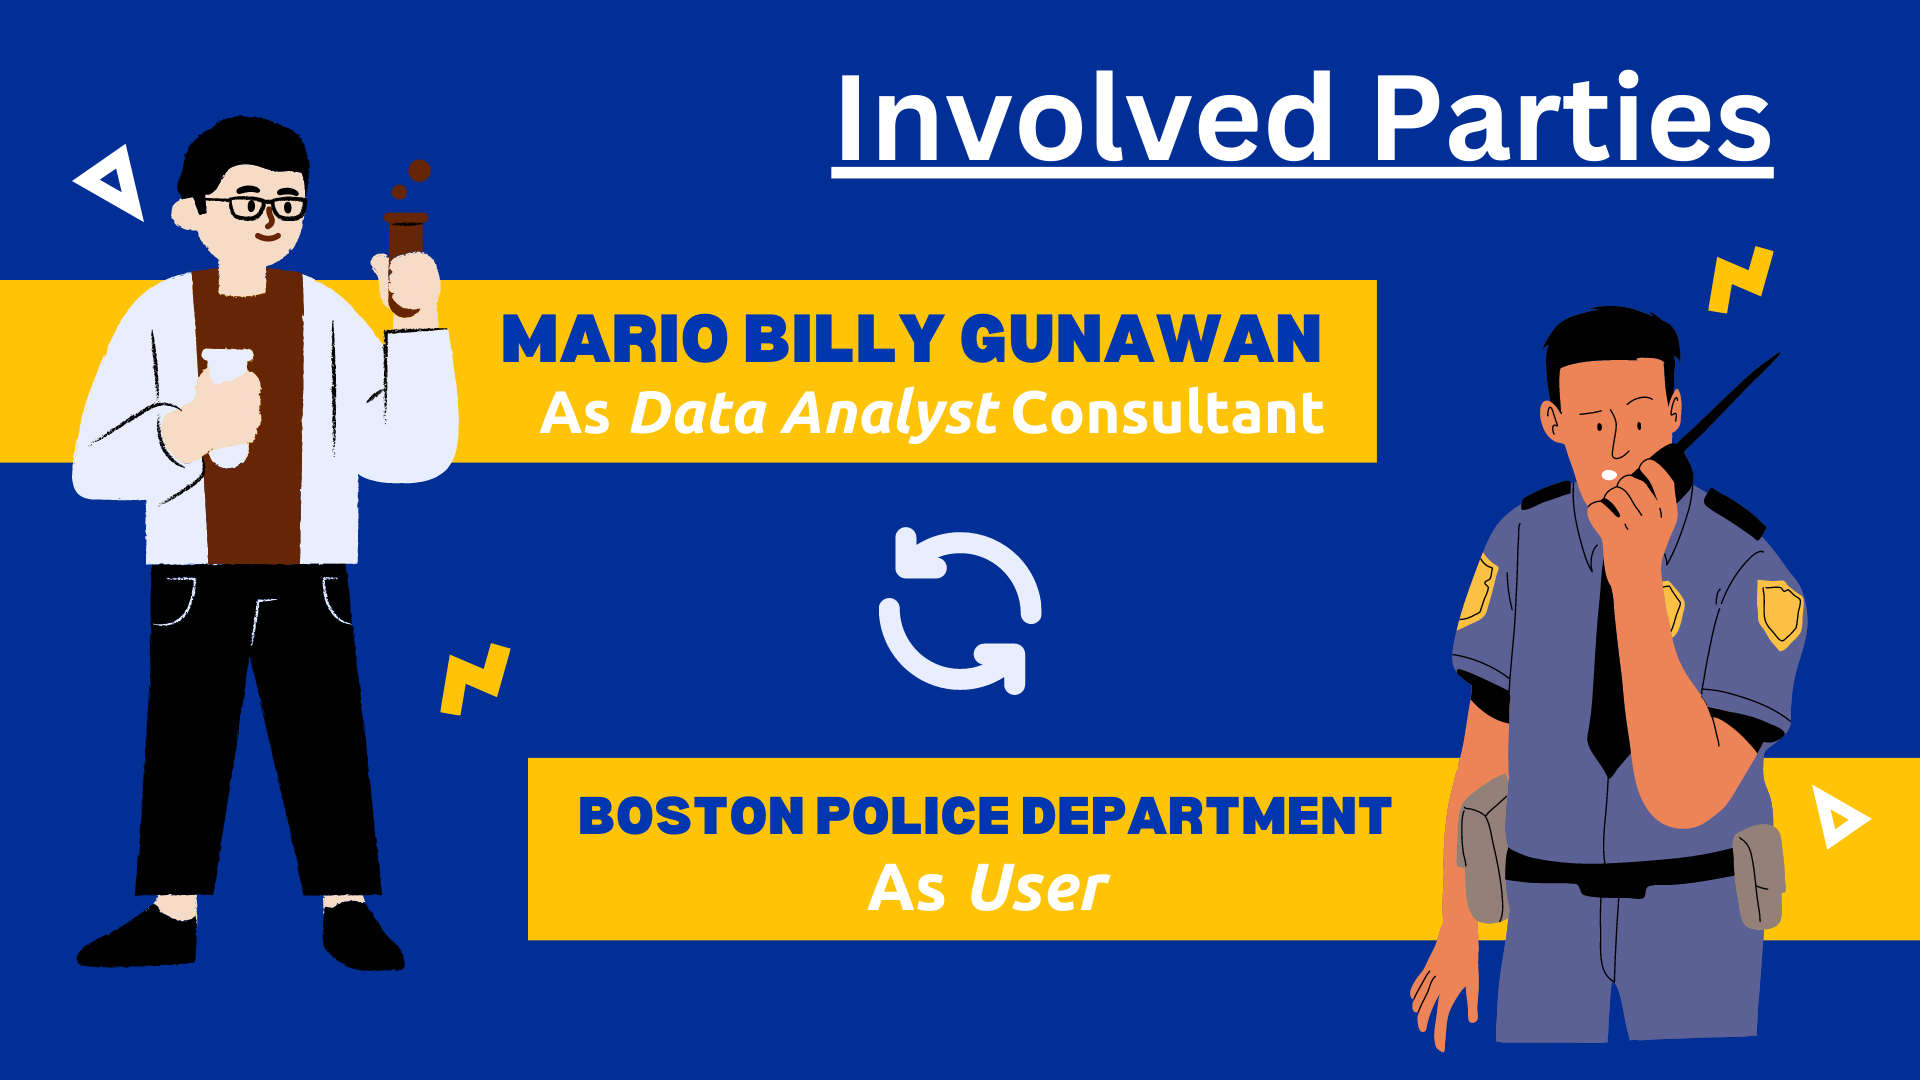 Involved Parties
MARIO BILLY GUNAWAN
As Data Analyst Consultant
BOSTON POLICE DEPARTMENT
As User